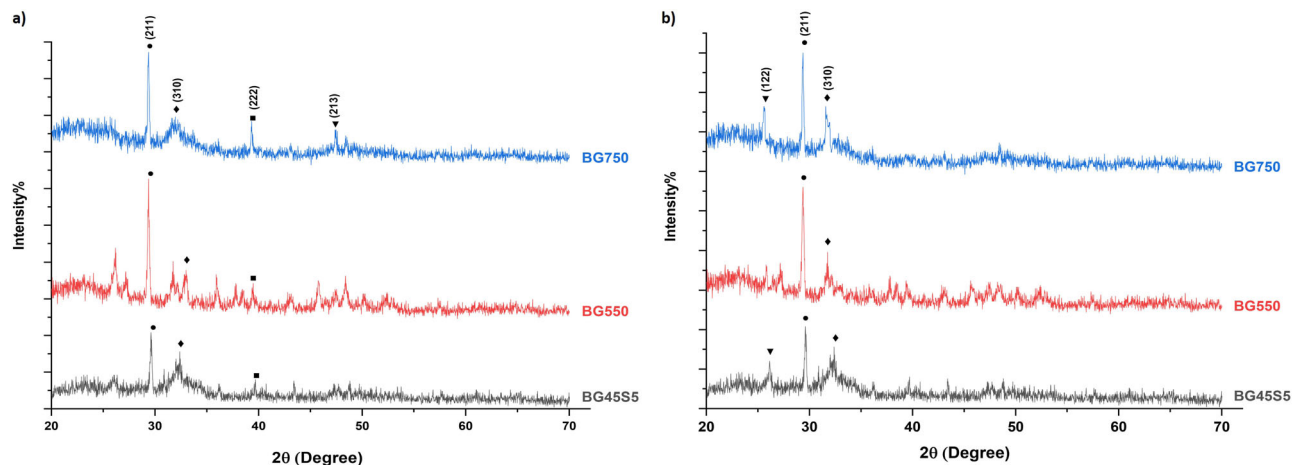 a)
(211)
(310)
(222)
(213)
BG750
BG550
BG45S5
Intensity%
20 30 40 50 60 70
2θ (Degree)
b)
(122)
(211)
(310)
BG750
BG550
BG45S5
Intensity%
20 30 40 50 60 70
2θ (Degree)